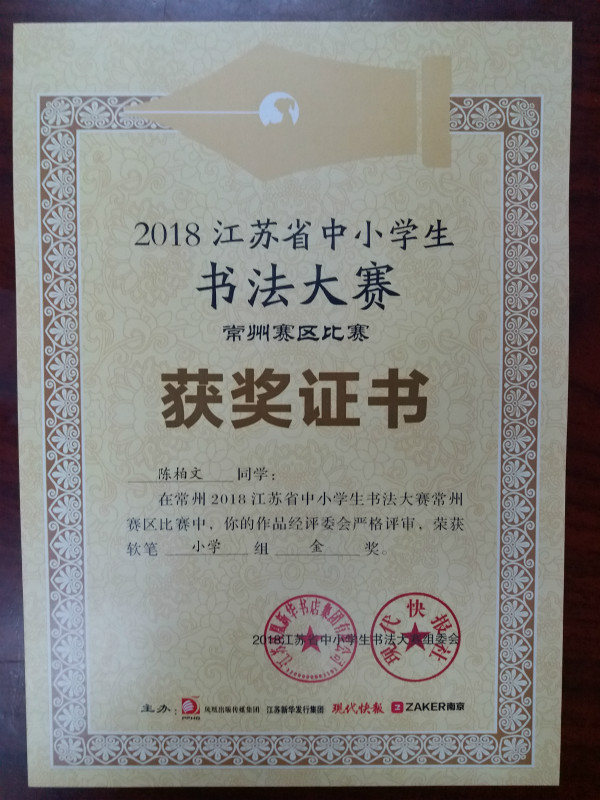 2018 江苏省中小学生
书法大赛
常州赛区比赛
获奖证书
陈柏文 同学：
在常州 2018 江苏省中小学生书法大赛常州
赛区比赛中，你的作品经评委会严格评审，荣获
软笔 小学 组 金 奖。
2018江苏省中小学生书法大赛组委会
现代快报社
主办： PPMG 凤凰出版传媒集团 江苏新华发行集团 现代快报 ZAKER南京